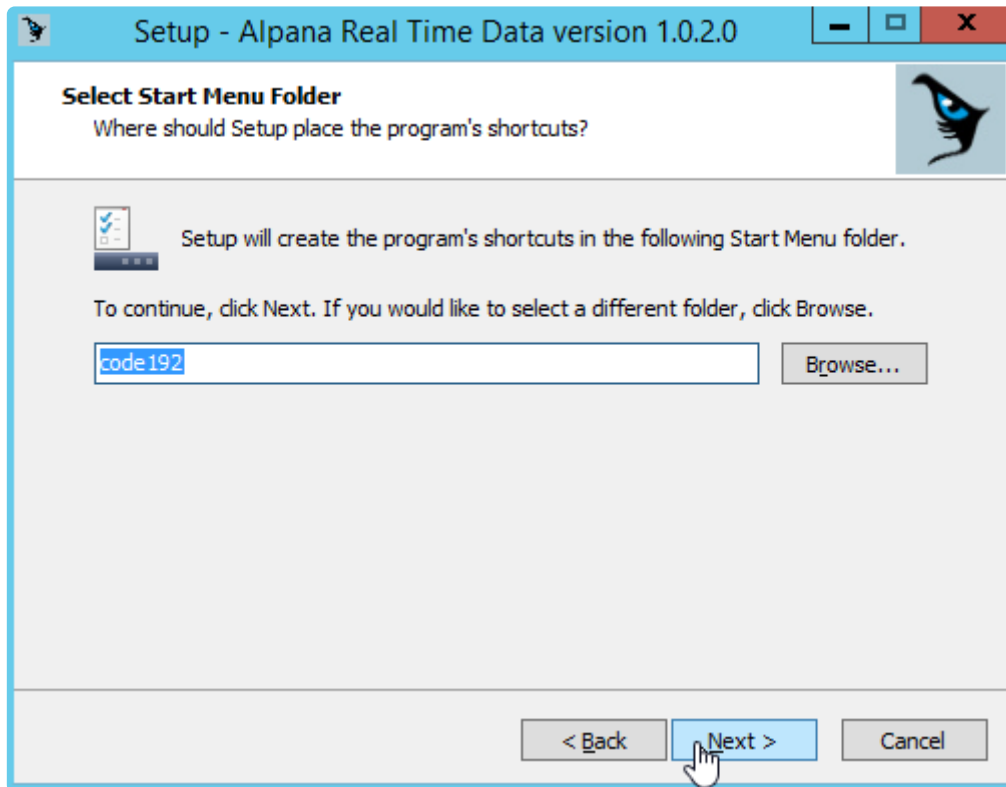 Setup - Alpana Real Time Data version 1.0.2.0
Select Start Menu Folder
Where should Setup place the program's shortcuts?
Setup will create the program's shortcuts in the following Start Menu folder.
To continue, click Next. If you would like to select a different folder, click Browse.
code192
Browse...
< Back
Next >
Cancel